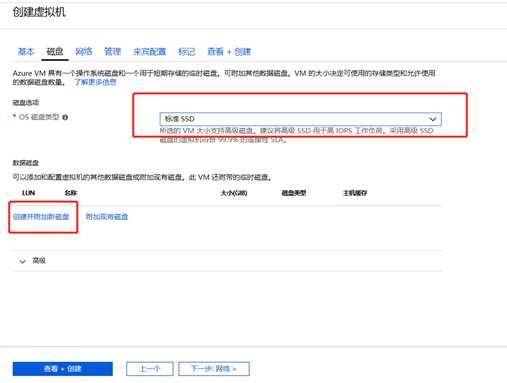 创建虚拟机
基本 磁盘 网络 管理 来宾配置 标记 查看 + 创建
Azure VM 具有一个操作系统磁盘和一个用于短期存储的临时磁盘。可附加其他数据磁盘。VM 的大小决定可使用的存储类型和允许使用
的数据磁盘数量。 了解更多信息
磁盘选项
* OS 磁盘类型
标准 SSD
所选的 VM 大小支持高级磁盘。建议将高级 SSD 用于高 IOPS 工作负荷。采用高级 SSD
磁盘的虚拟机符合 99.9% 的连接性 SLA。
数据磁盘
可以添加和配置虚拟机的其他数据磁盘或附加现有磁盘。此 VM 还附带的临时磁盘。
LUN 名称 大小(GIB) 磁盘类型 主机缓存
创建并附加新磁盘 附加现有磁盘
高级
查看 + 创建 上一个 下一步: 网络 >